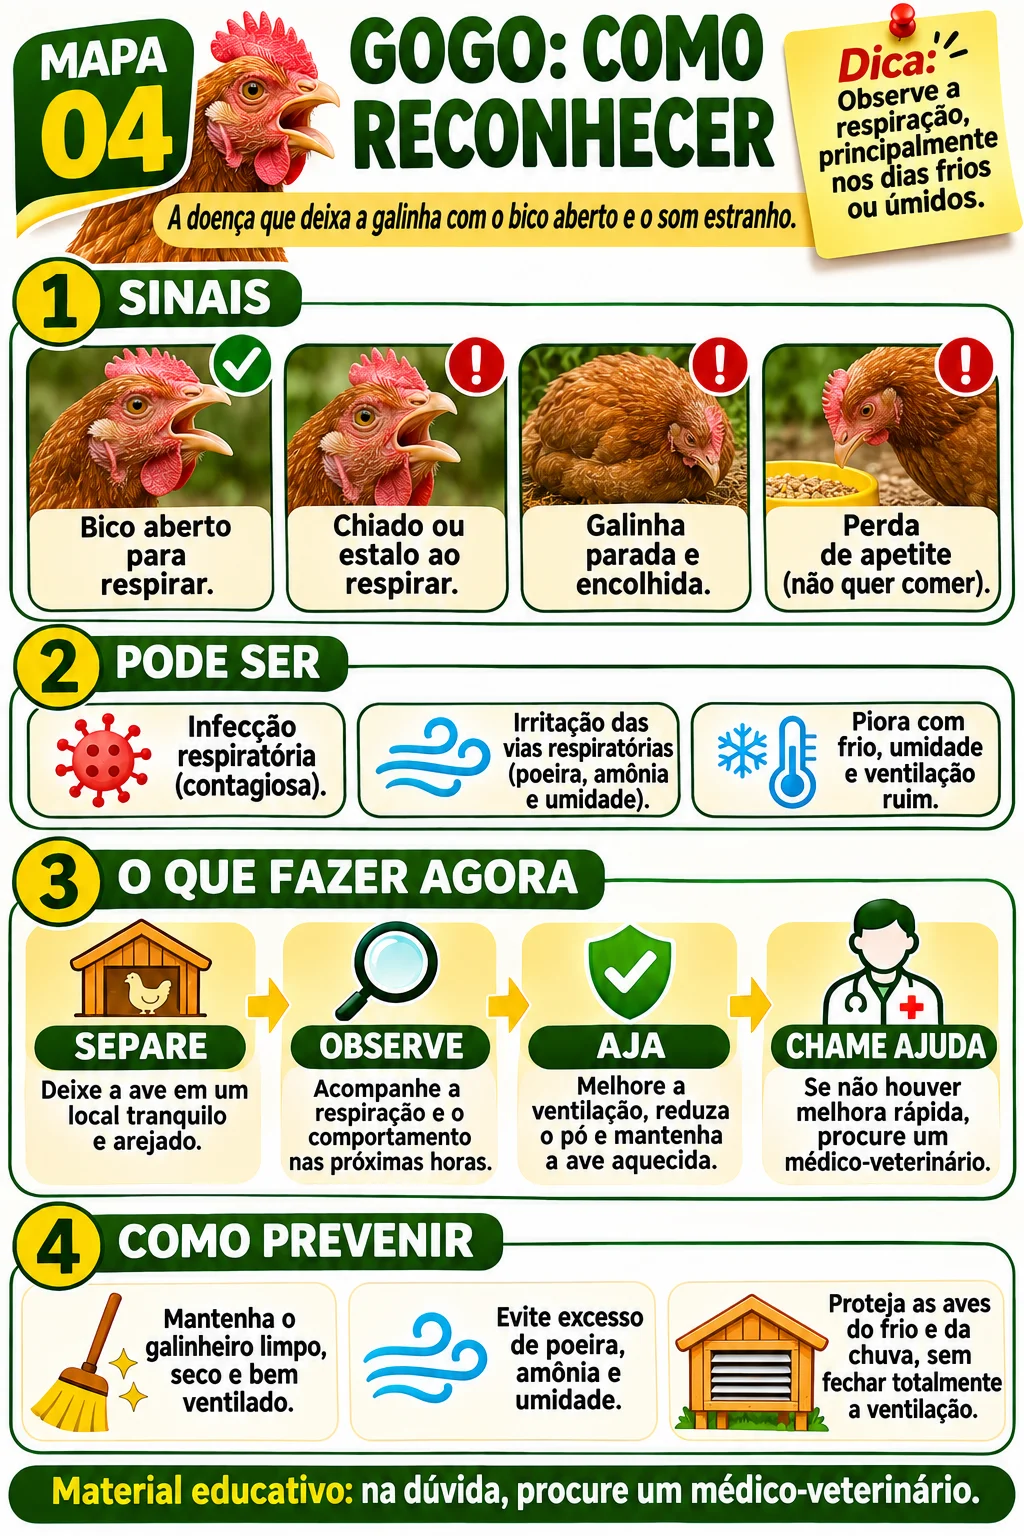 MAPA
04
GOGO: COMO
RECONHECER
A doença que deixa a galinha com o bico aberto e o som estranho.
Dica:
Observe a
respiração,
principalmente
nos dias frios
ou úmidos.
1 SINAIS
Bico aberto
para
respirar.
Chiado ou
estalo ao
respirar.
Galinha
parada e
encolhida.
Perda
de apetite
(não quer comer).
2 PODE SER
Infecção
respiratória
(contagiosa).
Irritação das
vias respiratórias
(poeira, amônia
e umidade).
Piora com
frio, umidade
e ventilação
ruim.
3 O QUE FAZER AGORA
SEPARE
Deixe a ave em um
local tranquilo
e arejado.
OBSERVE
Acompanhe a
respiração e o
comportamento
nas próximas horas.
AJA
Melhore a
ventilação, reduza
o pó e mantenha
a ave aquecida.
CHAME AJUDA
Se não houver
melhora rápida,
procure um
médico-veterinário.
4 COMO PREVENIR
Mantenha o
galinheiro limpo,
seco e bem
ventilado.
Evite excesso
de poeira,
amônia e
umidade.
Proteja as aves
do frio e da
chuva, sem
fechar totalmente
a ventilação.
Material educativo: na dúvida, procure um médico-veterinário.